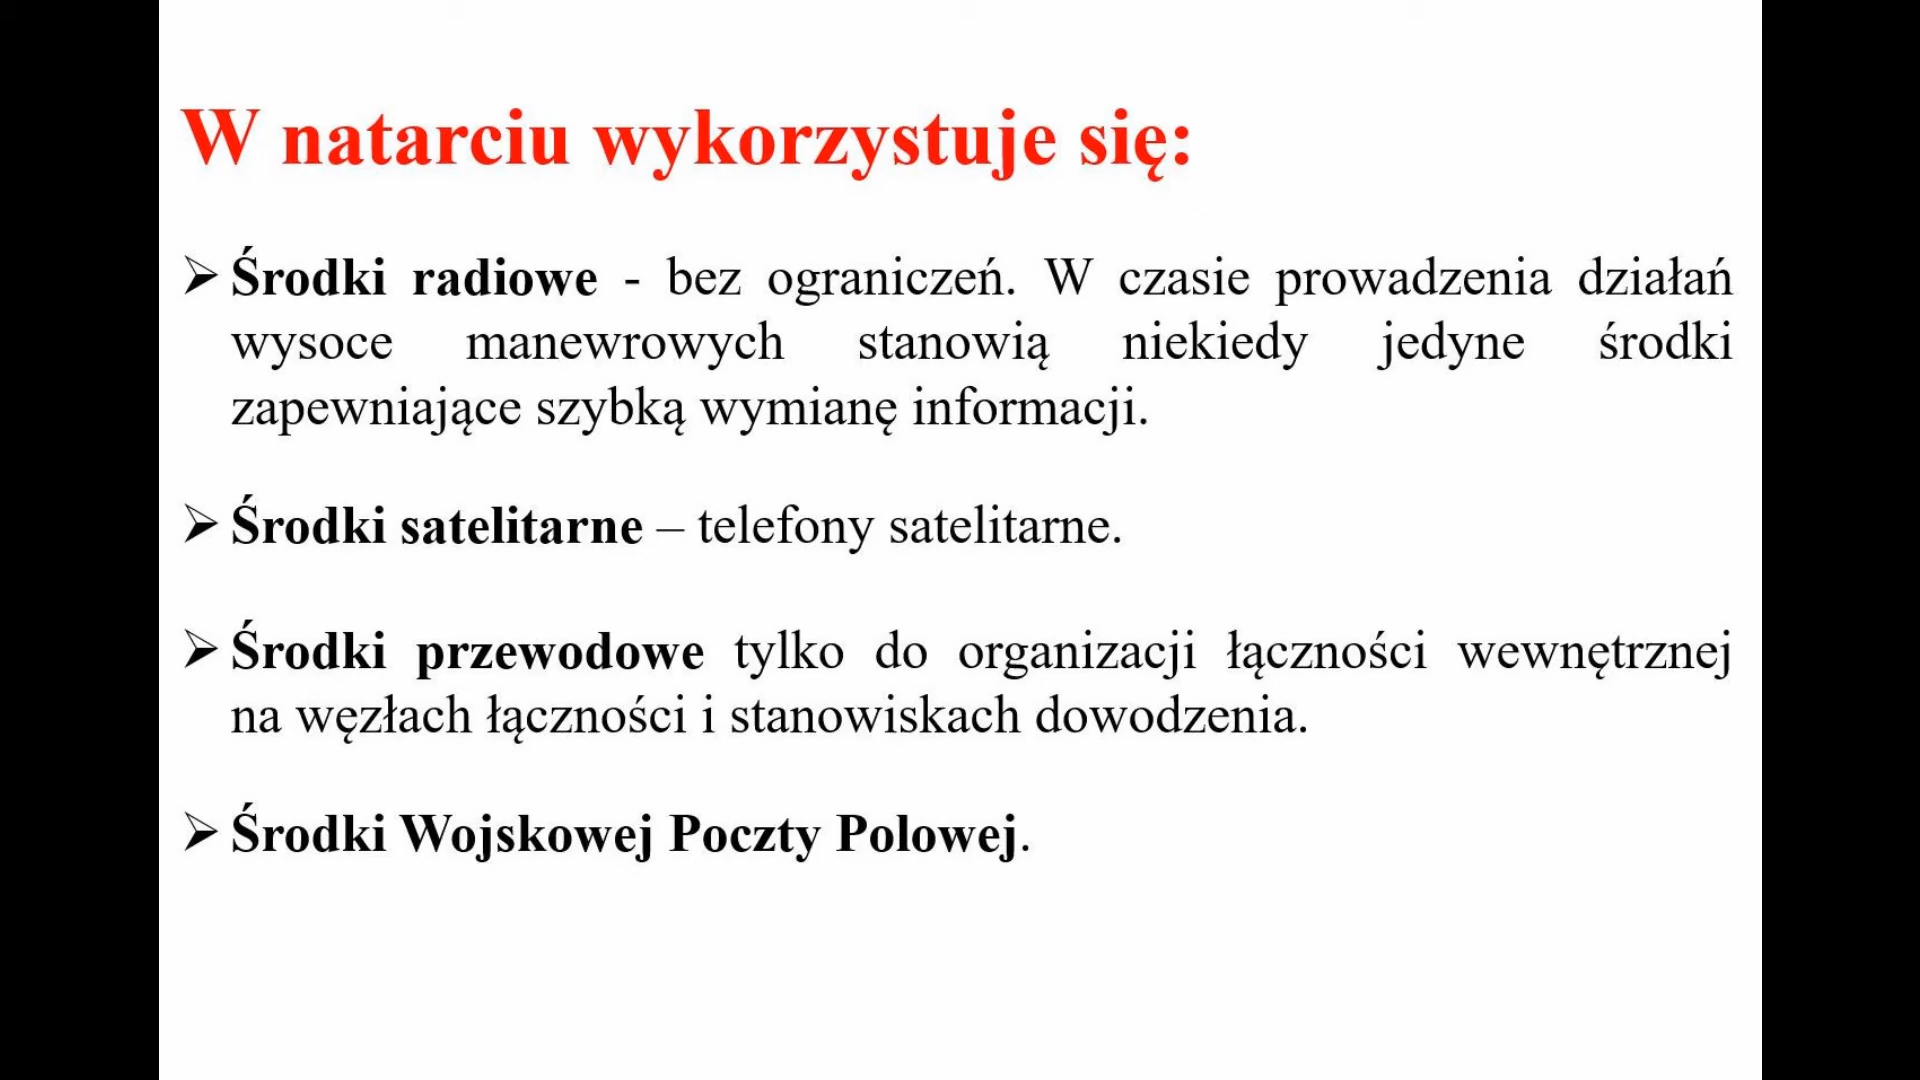 W natarciu wykorzystuje się:
➢ Środki radiowe - bez ograniczeń. W czasie prowadzenia działań
wysoce manewrowych stanowią niekiedy jedyne środki
zapewniające szybką wymianę informacji.
➢ Środki satelitarne – telefony satelitarne.
➢ Środki przewodowe tylko do organizacji łączności wewnętrznej
na węzłach łączności i stanowiskach dowodzenia.
➢ Środki Wojskowej Poczty Polowej.